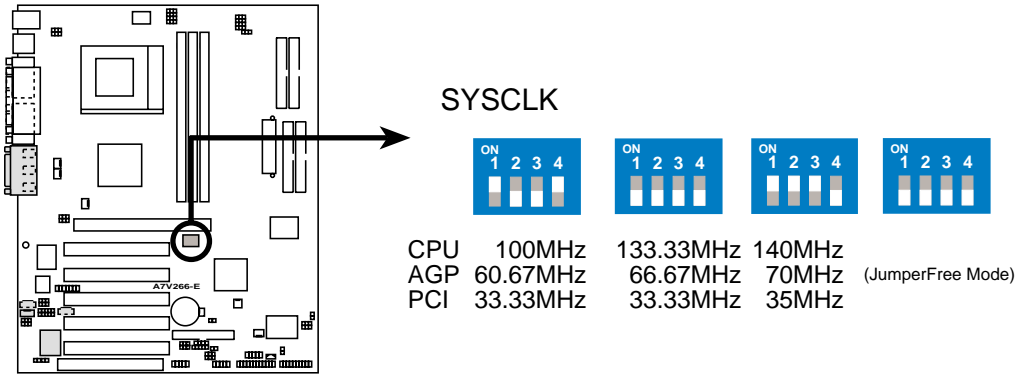 SYSCLK
ON ON ON ON
1 2 3 4 1 2 3 4 1 2 3 4 1 2 3 4
CPU 100MHz 133.33MHz 140MHz
AGP 60.67MHz 66.67MHz 70MHz (JumperFree Mode)
PCI 33.33MHz 33.33MHz 35MHz
A7V266-E